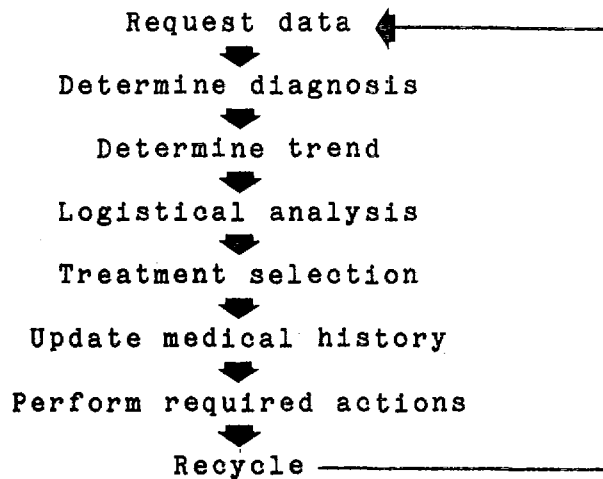 Request data
Determine diagnosis
Determine trend
Logistical analysis
Treatment selection
Update medical history
Perform required actions
Recycle